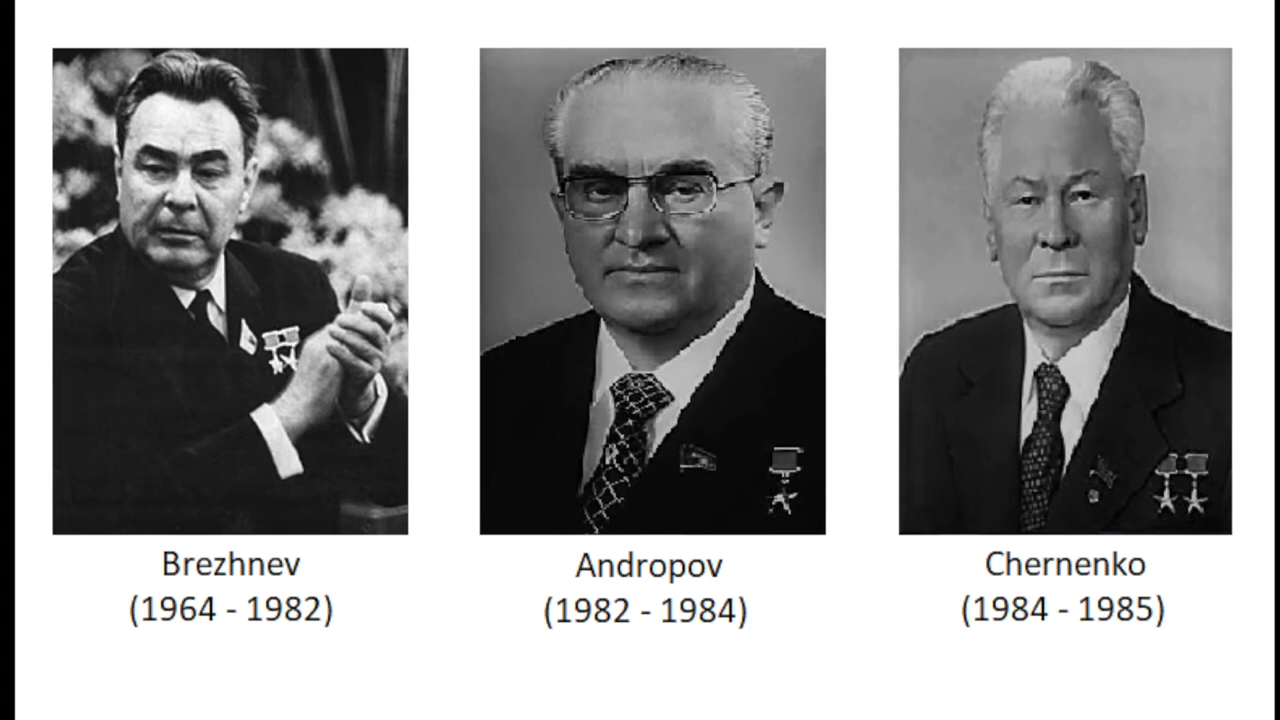 Brezhnev
(1964 - 1982)
Andropov
(1982 - 1984)
Chernenko
(1984 - 1985)